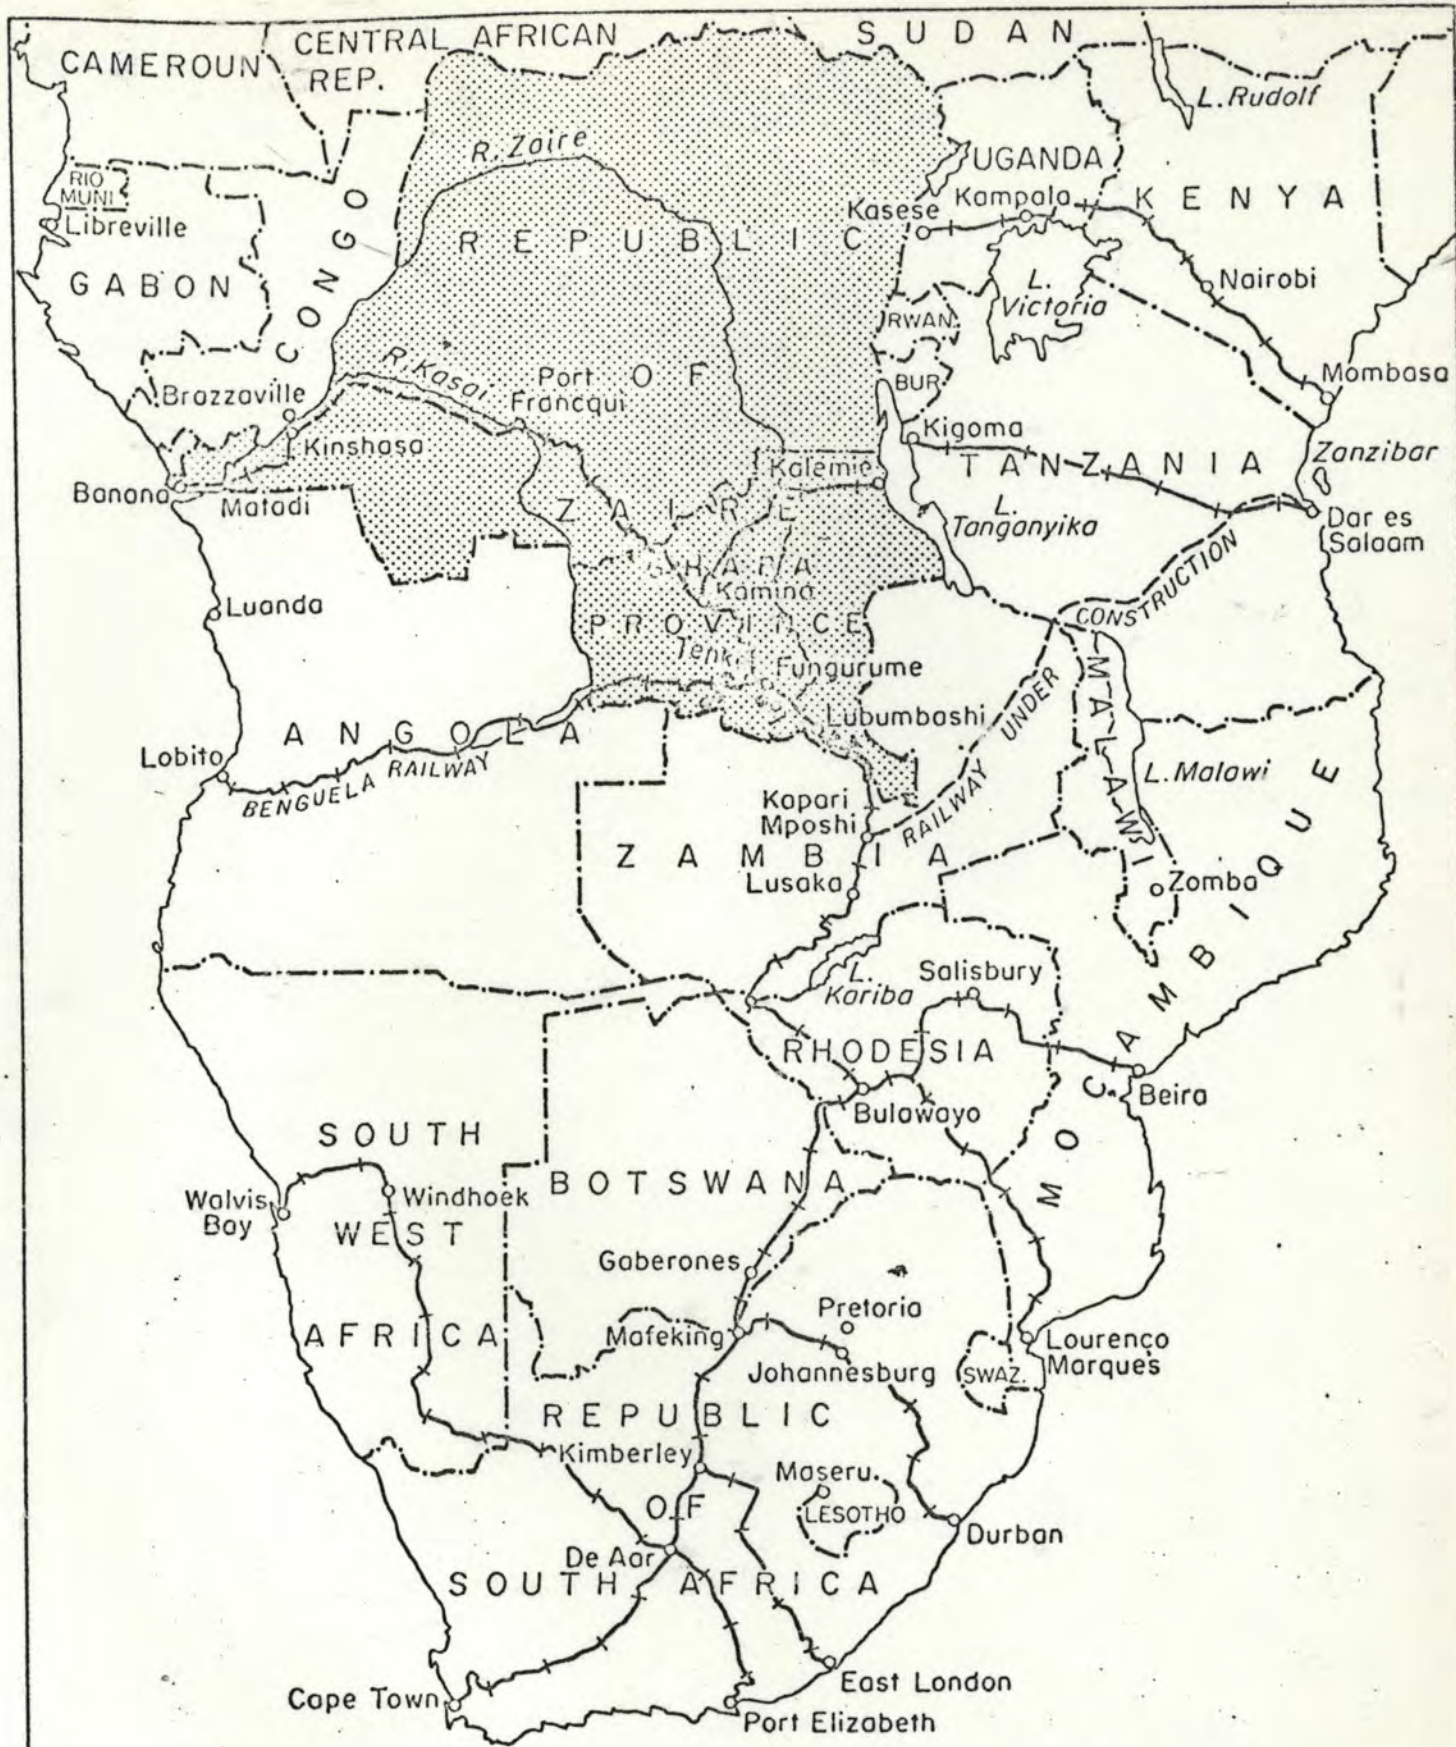 CAMEROUN
CENTRAL AFRICAN
REP.
SUDAN
L. Rudolf
R. Zaire
UGANDA
Kampala
KENYA
Kasese
RIO
MUNI
Libreville
GABON
CONGO
REPUBLIC
L.
Victoria
Nairobi
RWAN.
BUR.
Mombasa
R. Kasai
Port
Francqui
OF
Brazzaville
Kinshasa
Kigoma
TANZANIA
Zanzibar
Banana
Matadi
Kalemie
ZAIRE
L.
Tanganyika
Dar es
Salaam
Luanda
Kamina
PROVINCE
Fungurume
Lubumbashi
RAILWAY UNDER CONSTRUCTION
MALAWI
L. Malawi
ANGOLA
Lobito
BENGUELA RAILWAY
Kapari
Mposhi
ZAMBIA
Lusaka
Zomba
MOÇAMBIQUE
L.
Kariba
Salisbury
RHODESIA
Bulawayo
Beira
SOUTH
WEST
AFRICA
Walvis
Bay
Windhoek
BOTSWANA
Gaberones
Mafeking
Pretoria
Johannesburg
SWAZ.
Lourenço
Marques
REPUBLIC
OF
SOUTH AFRICA
Kimberley
Maseru.
LESOTHO
Durban
De Aar
Cape Town
East London
Port Elizabeth